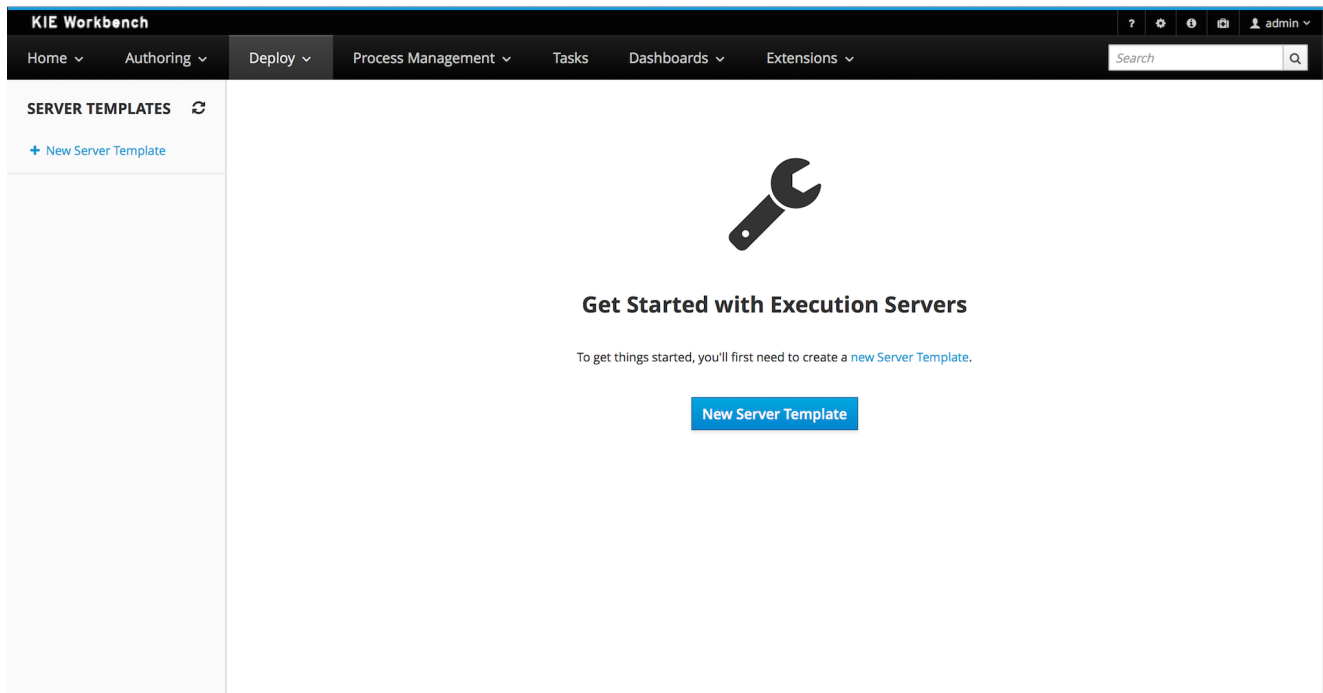 KIE Workbench
? admin
Home Authoring Deploy Process Management Tasks Dashboards Extensions Search
SERVER TEMPLATES
+ New Server Template
Get Started with Execution Servers
To get things started, you'll first need to create a new Server Template.
New Server Template